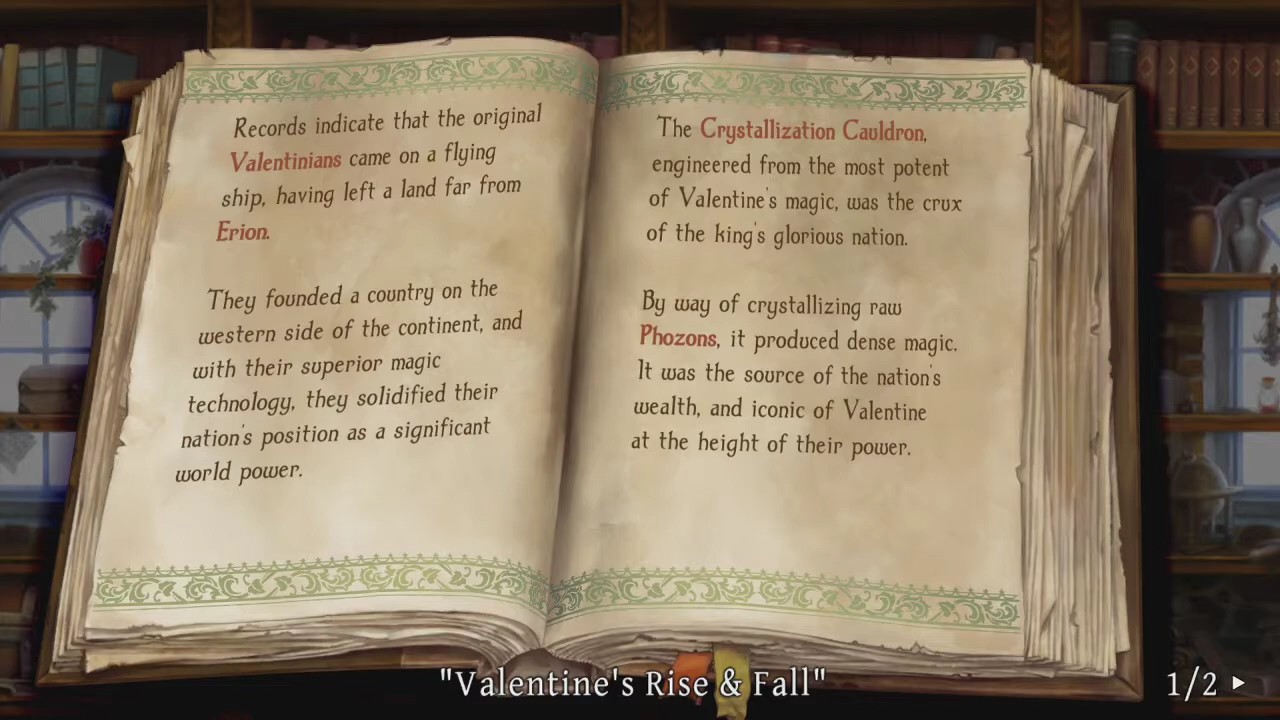 Records indicate that the original
Valentinians came on a flying
ship, having left a land far from
Erion.
They founded a country on the
western side of the continent, and
with their superior magic
technology, they solidified their
nation's position as a significant
world power.
The Crystallization Cauldron,
engineered from the most potent
of Valentine's magic, was the crux
of the king's glorious nation.
By way of crystallizing raw
Phozons, it produced dense magic.
It was the source of the nation's
wealth, and iconic of Valentine
at the height of their power.
"Valentine's Rise & Fall"
1/2